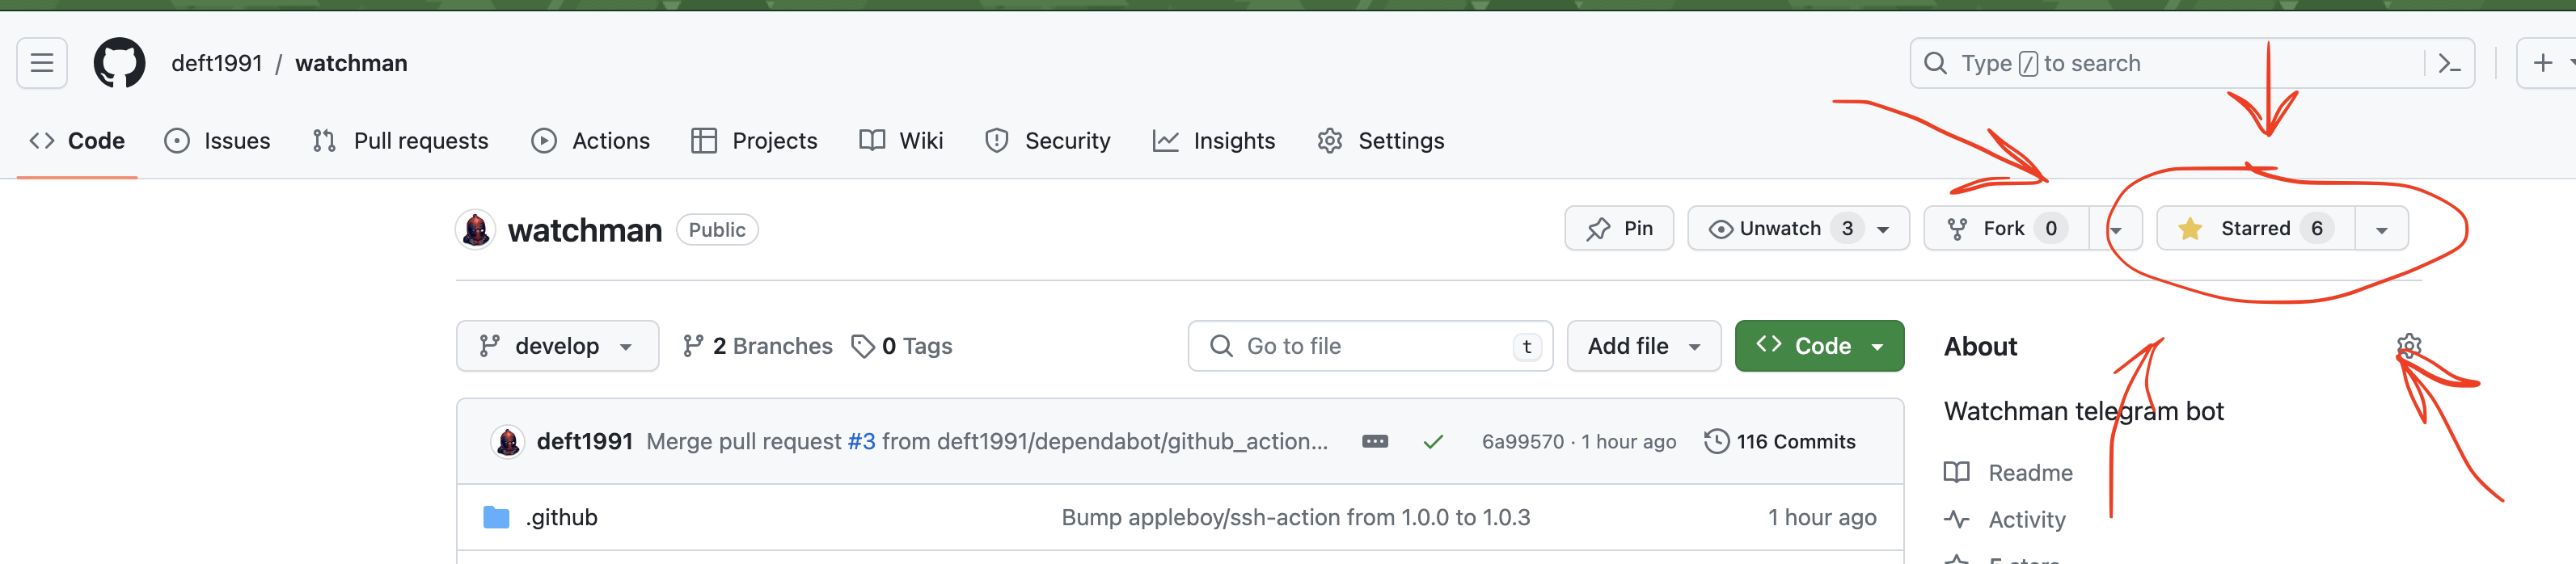 deft1991 / watchman
Type / to search
Code Issues Pull requests Actions Projects Wiki Security Insights Settings
watchman Public Pin Unwatch 3 Fork 0 Starred 6
develop 2 Branches 0 Tags Go to file t Add file Code
About
Watchman telegram bot
deft1991 Merge pull request #3 from deft1991/dependabot/github_action... 6a99570 · 1 hour ago 116 Commits
Readme
.github Bump appleboy/ssh-action from 1.0.0 to 1.0.3 1 hour ago
Activity